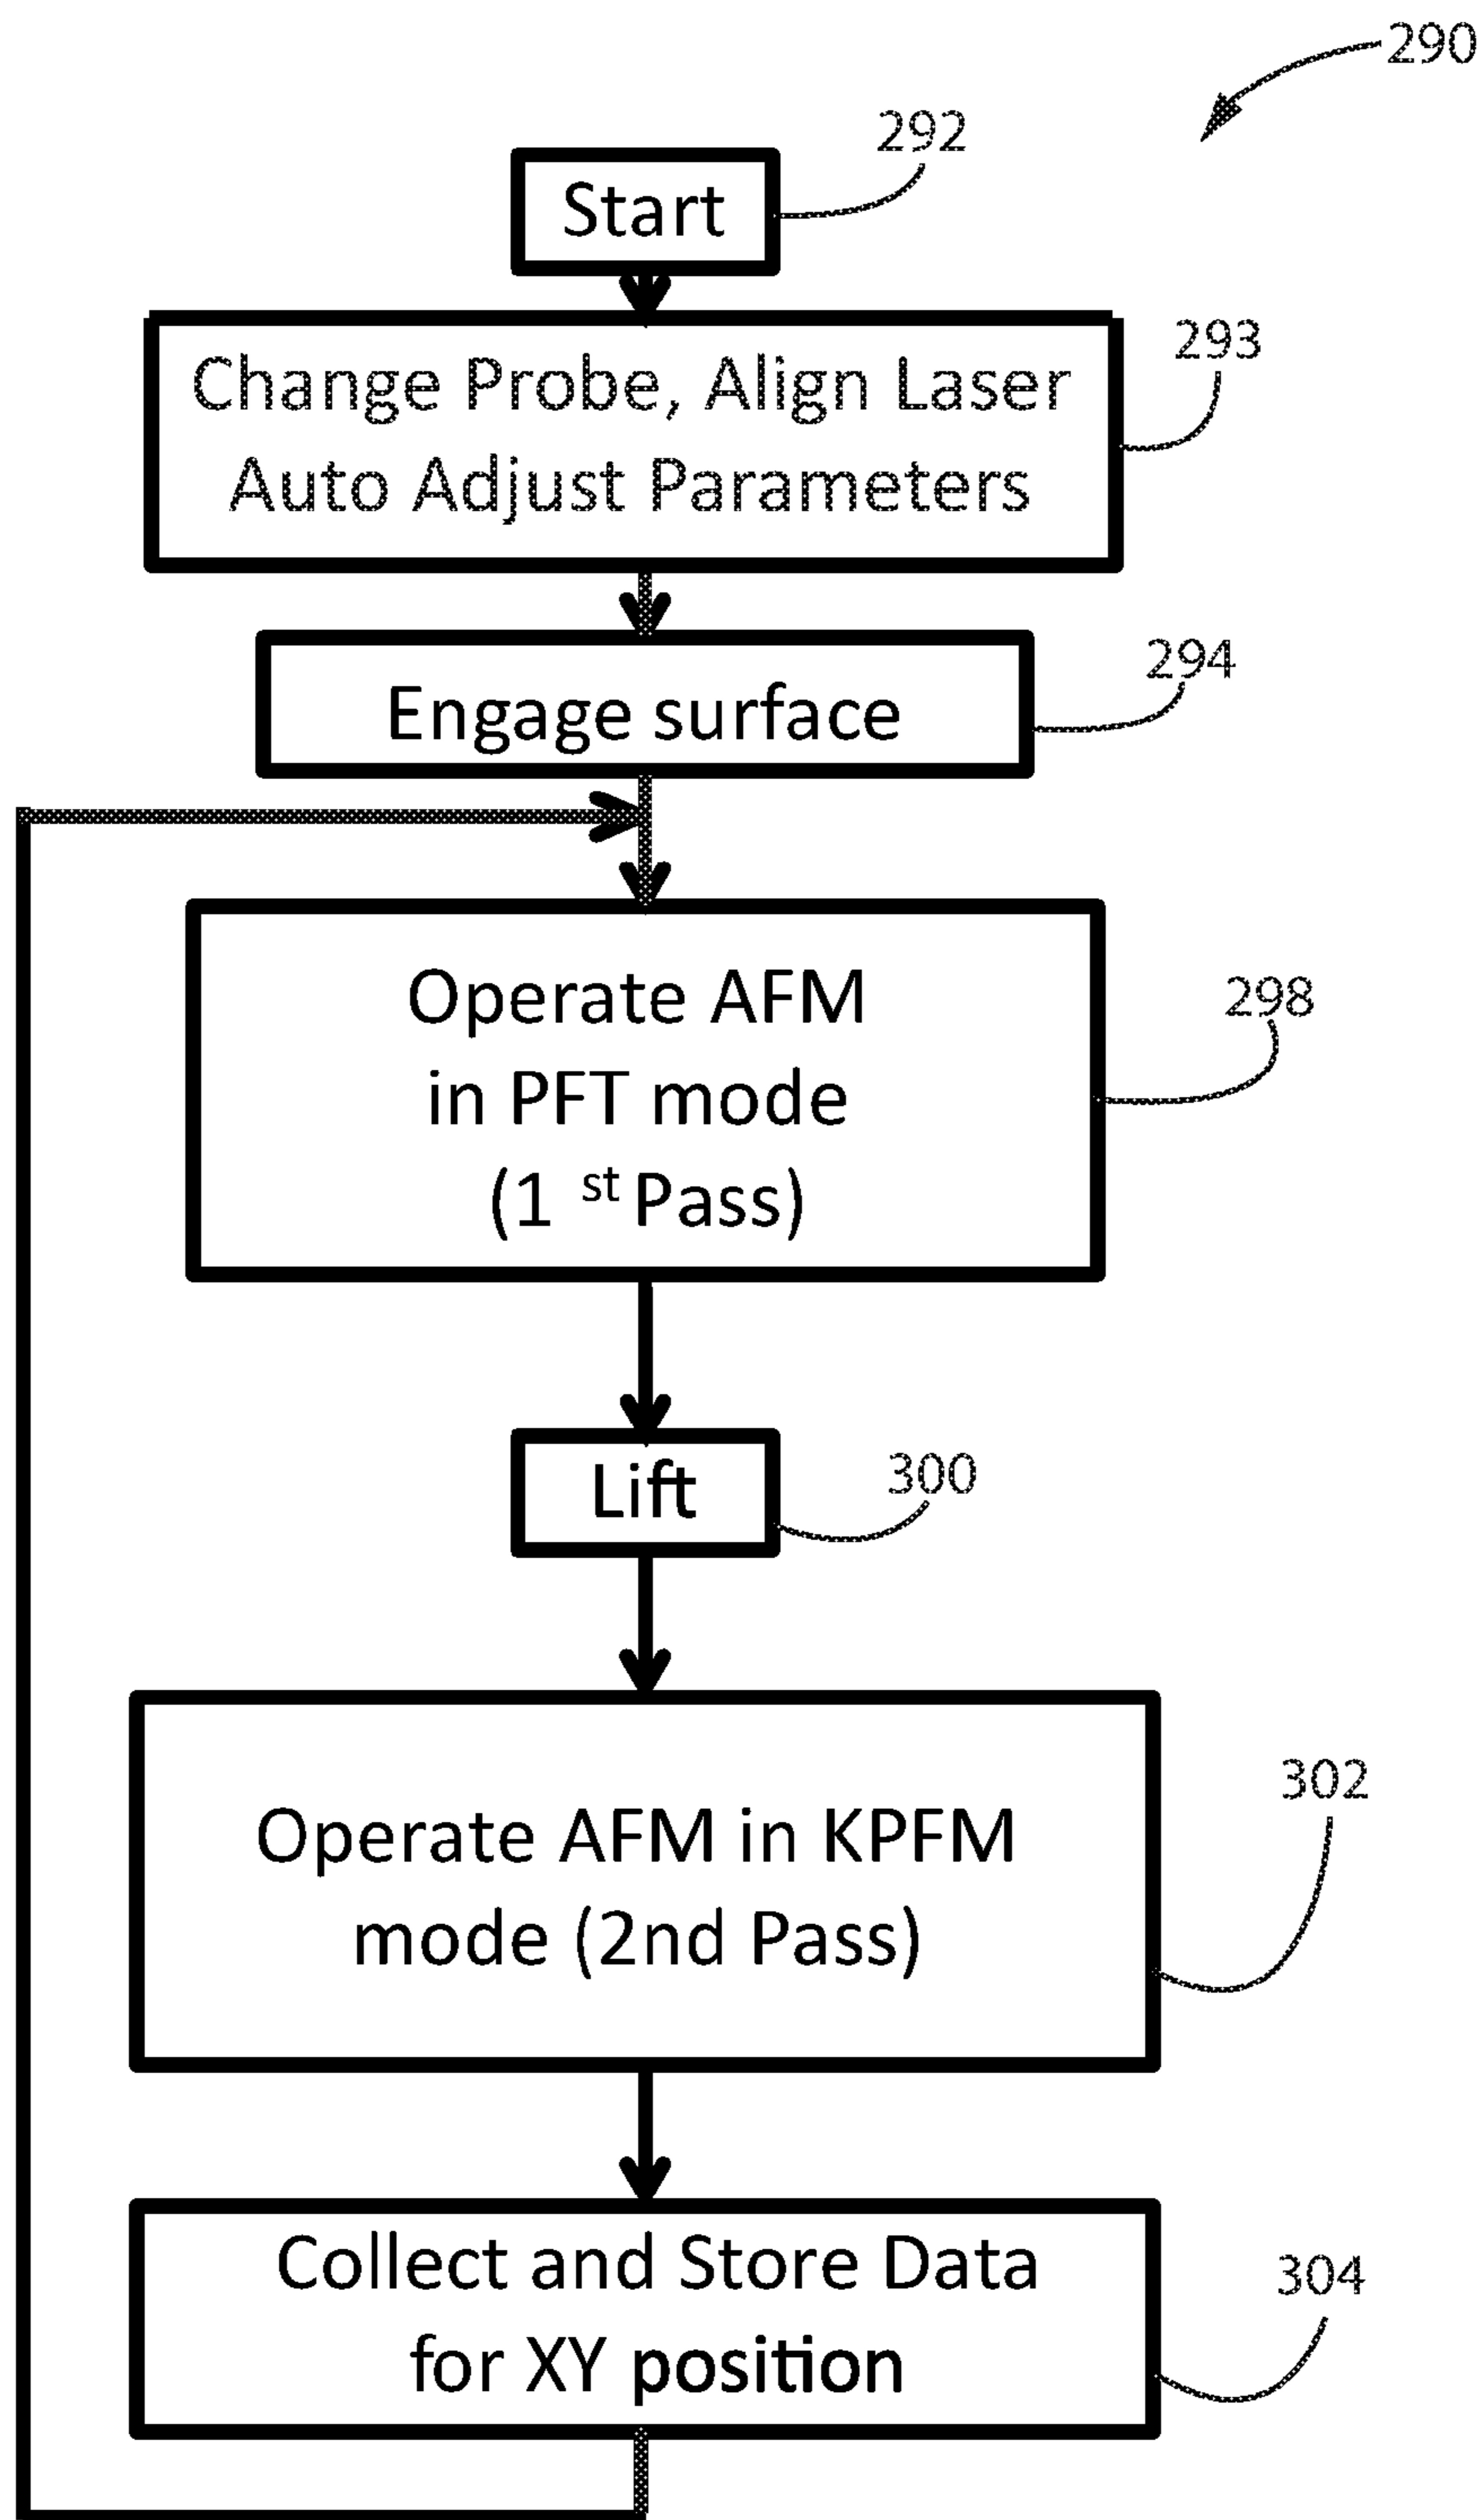 290
292
Start
293
Change Probe, Align Laser
Auto Adjust Parameters
294
Engage surface
298
Operate AFM
in PFT mode
(1 st Pass)
300
Lift
302
Operate AFM in KPFM
mode (2nd Pass)
304
Collect and Store Data
for XY position